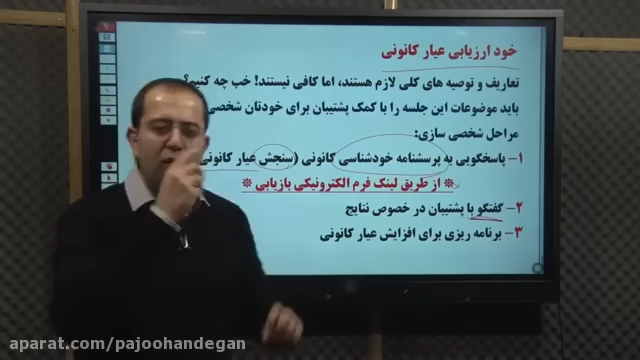 خود ارزیابی عیار کانونی
تعاریف و توصیه های کلی لازم هستند، اما کافی نیستند! خب چه کنیم؟
باید موضوعات این جلسه را با کمک پشتیبان برای خودتان شخصی
مراحل شخصی سازی:
۱- پاسخگویی به پرسشنامه خودشناسی کانونی (سنجش عیار کانونی
* از طریق لینک فرم الکترونیکی بازیابی *
۲- گفتگو با پشتیبان در خصوص نتایج
۳- برنامه ریزی برای افزایش عیار کانونی
aparat.com/pajoohandegan